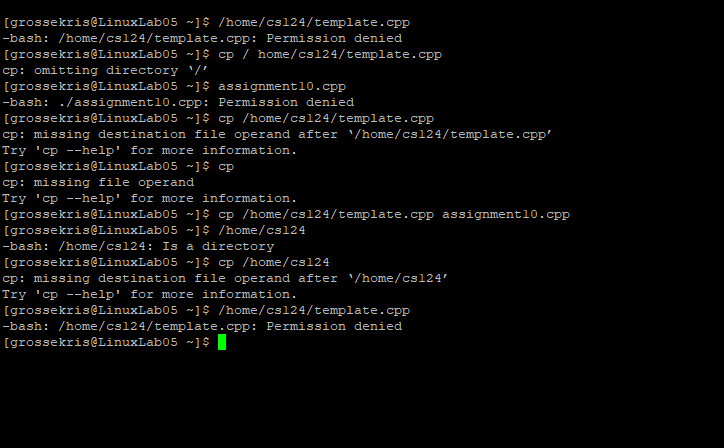 [grossekris@LinuxLab05 ~]$ /home/cs124/template.cpp
-bash: /home/cs124/template.cpp: Permission denied
[grossekris@LinuxLab05 ~]$ cp / home/cs124/template.cpp
cp: omitting directory ‘/’
[grossekris@LinuxLab05 ~]$ assignment10.cpp
-bash: ./assignment10.cpp: Permission denied
[grossekris@LinuxLab05 ~]$ cp /home/cs124/template.cpp
cp: missing destination file operand after ‘/home/cs124/template.cpp’
Try 'cp --help' for more information.
[grossekris@LinuxLab05 ~]$ cp
cp: missing file operand
Try 'cp --help' for more information.
[grossekris@LinuxLab05 ~]$ cp /home/cs124/template.cpp assignment10.cpp
[grossekris@LinuxLab05 ~]$ /home/cs124
-bash: /home/cs124: Is a directory
[grossekris@LinuxLab05 ~]$ cp /home/cs124
cp: missing destination file operand after ‘/home/cs124’
Try 'cp --help' for more information.
[grossekris@LinuxLab05 ~]$ /home/cs124/template.cpp
-bash: /home/cs124/template.cpp: Permission denied
[grossekris@LinuxLab05 ~]$